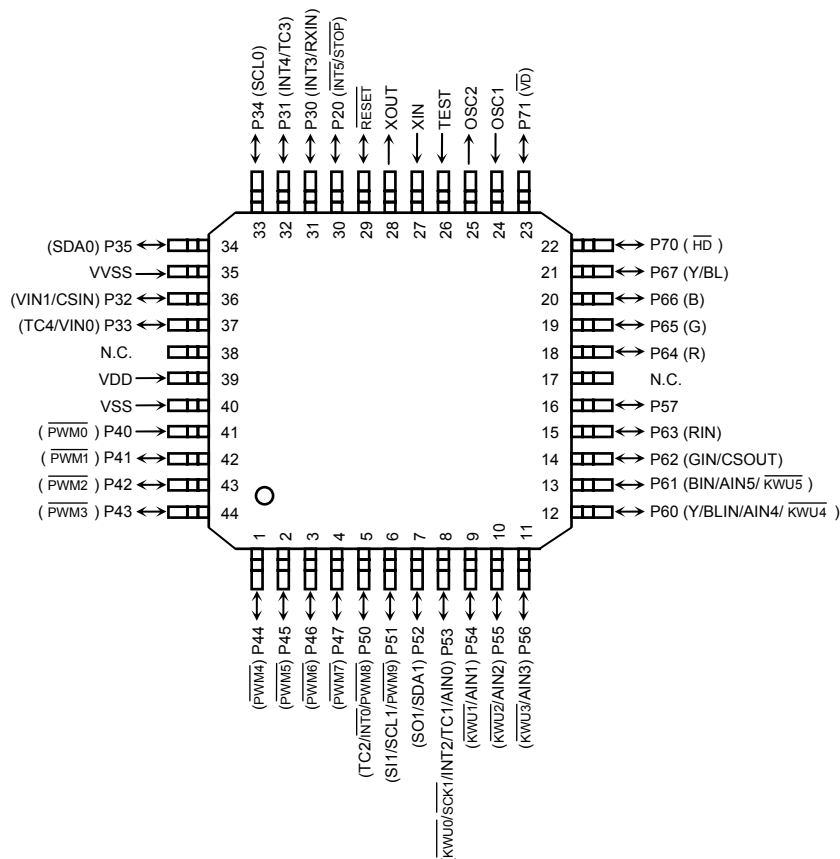 P34 (SCL0)
P31 (INT4/TC3)
P30 (INT3/RXIN)
P20 (INT5/STOP)
RESET
XOUT
XIN
TEST
OSC2
OSC1
P71 (VD)
33 32 31 30 29 28 27 26 25 24 23
(SDA0) P35 34
VVSS 35
(VIN1/CSIN) P32 36
(TC4/VIN0) P33 37
N.C. 38
VDD 39
VSS 40
( PWM0 ) P40 41
( PWM1 ) P41 42
( PWM2 ) P42 43
( PWM3 ) P43 44
22 P70 ( HD )
21 P67 (Y/BL)
20 P66 (B)
19 P65 (G)
18 P64 (R)
17 N.C.
16 P57
15 P63 (RIN)
14 P62 (GIN/CSOUT)
13 P61 (BIN/AIN5/ KWU5 )
12 P60 (Y/BLIN/AIN4/ KWU4 )
1 2 3 4 5 6 7 8 9 10 11
(PWM4) P44
(PWM5) P45
(PWM6) P46
(PWM7) P47
(TC2/INT0/PWM8) P50
(SI1/SCL1/PWM9) P51
(SO1/SDA1) P52
(KWU0/SCK1/INT2/TC1/AIN0) P53
(KWU1/AIN1) P54
(KWU2/AIN2) P55
(KWU3/AIN3) P56